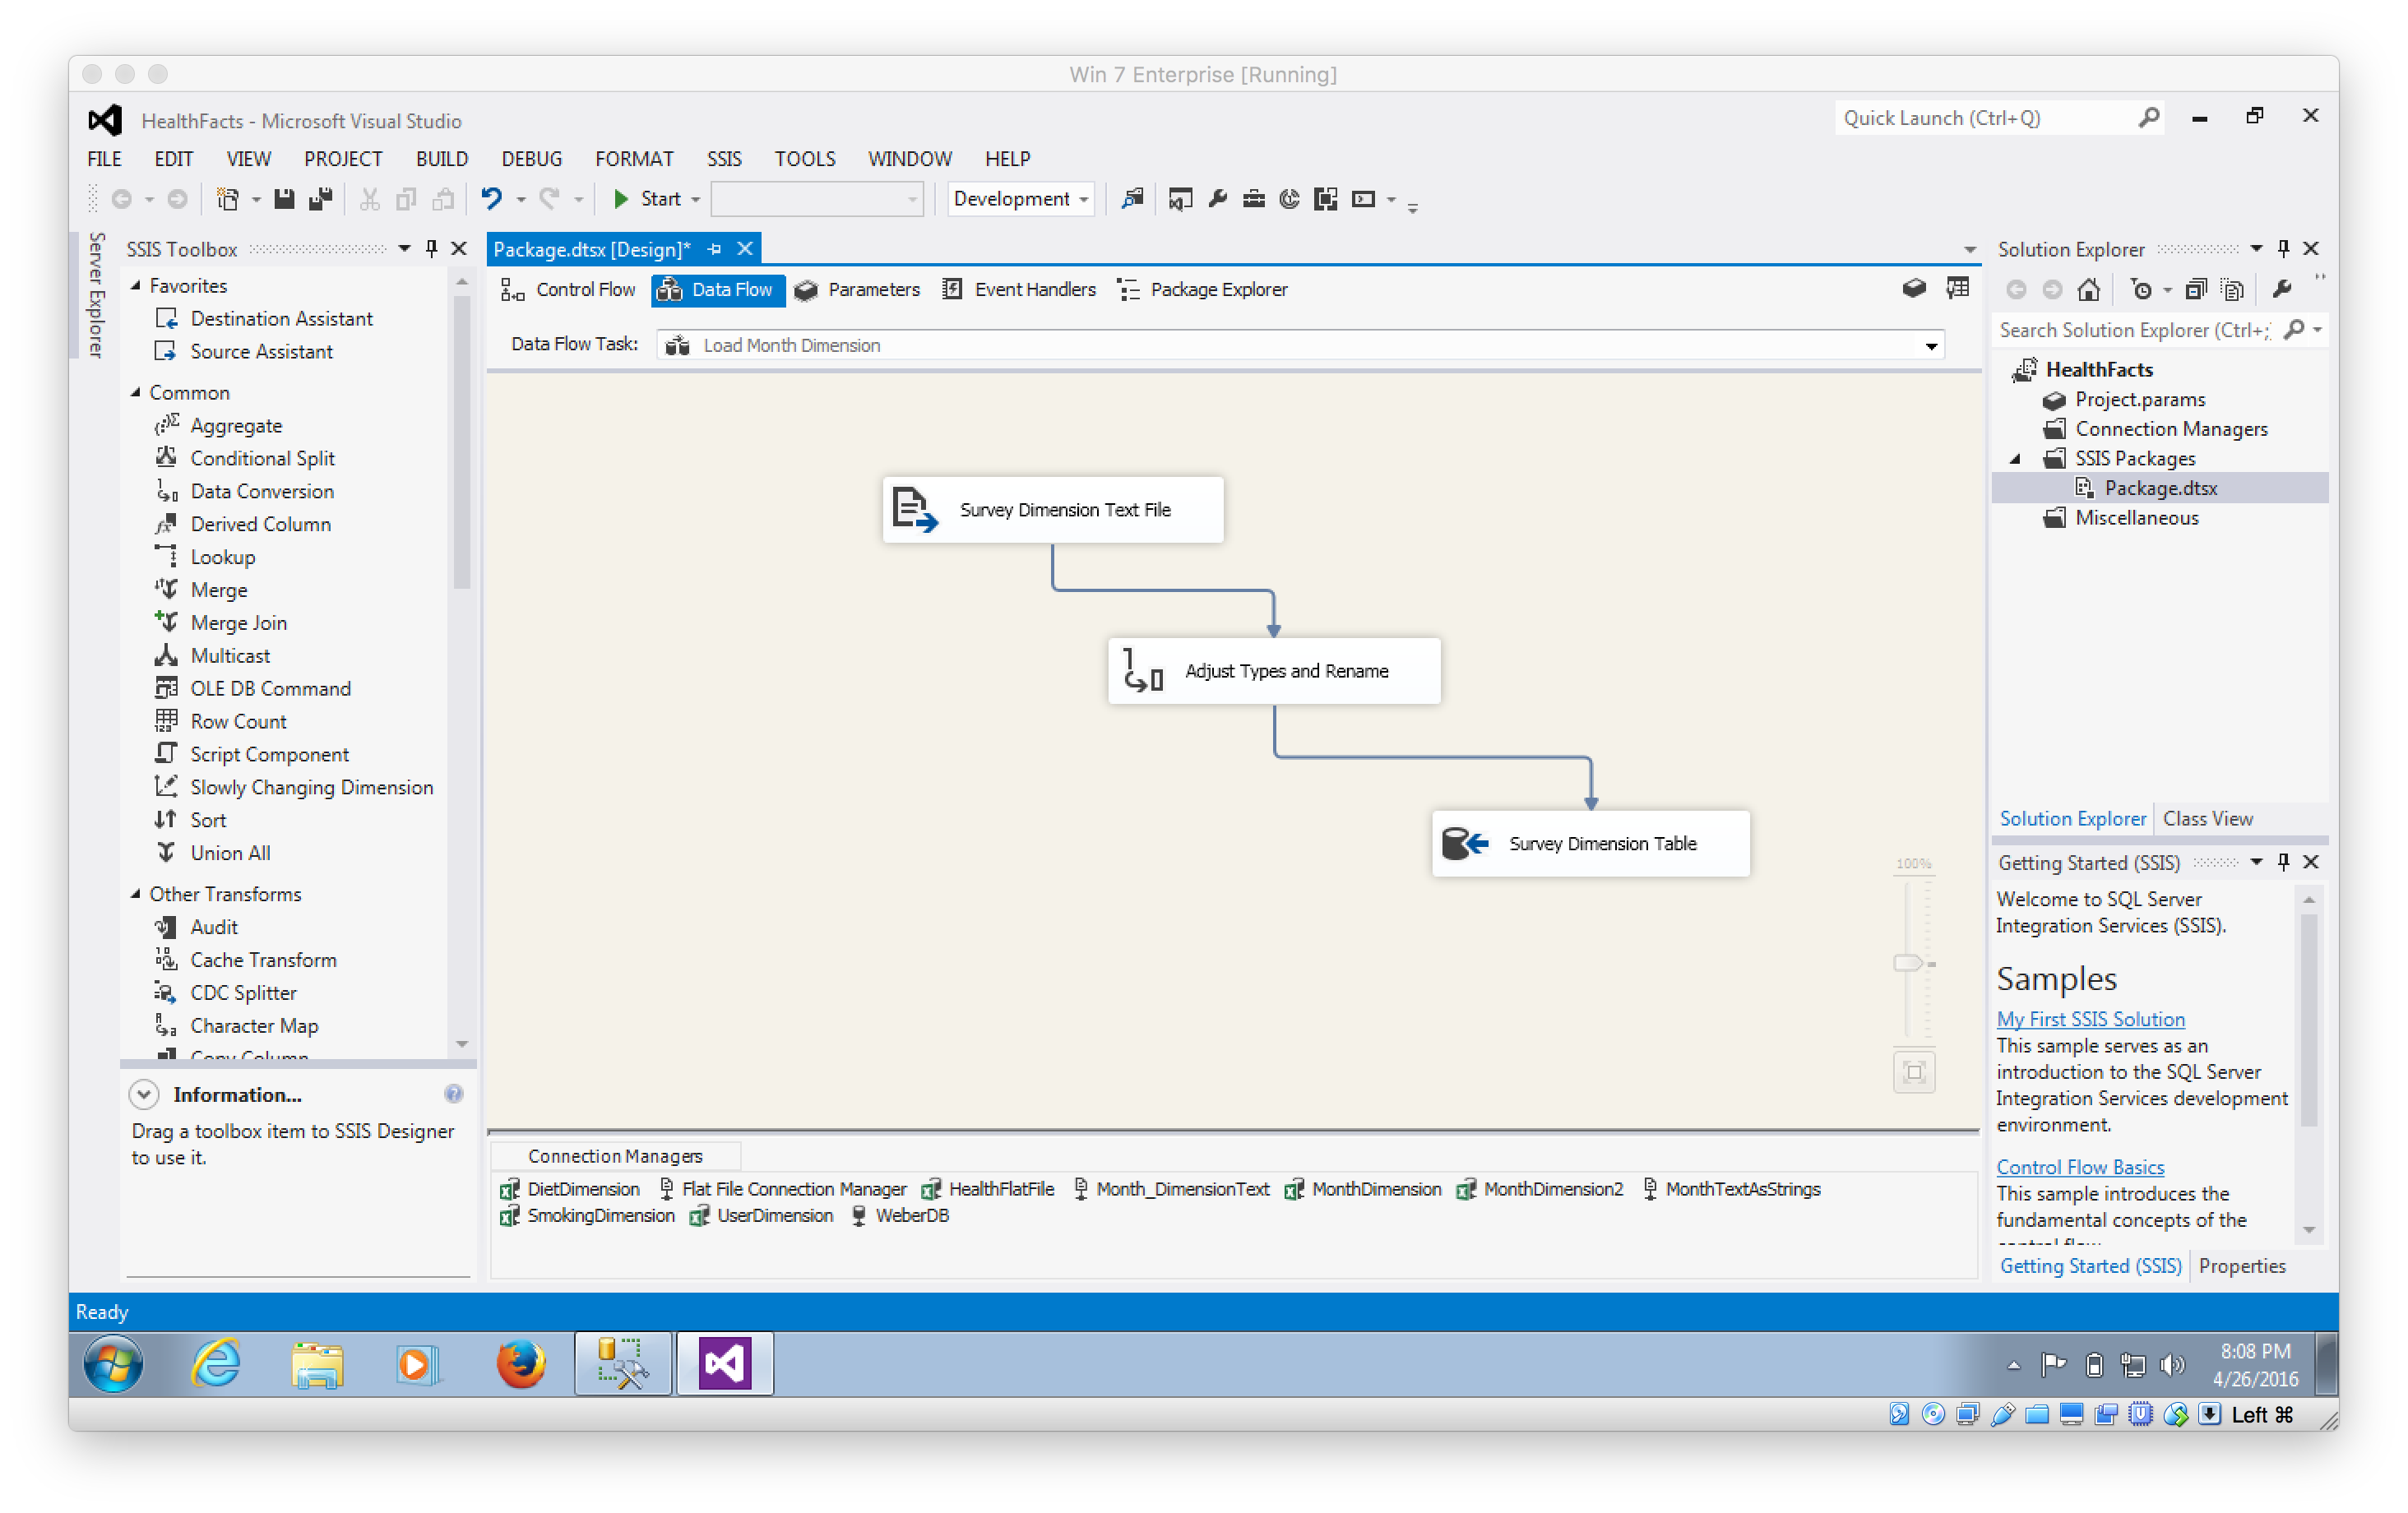 Win 7 Enterprise [Running]
HealthFacts - Microsoft Visual Studio
Quick Launch (Ctrl+Q)
FILE EDIT VIEW PROJECT BUILD DEBUG FORMAT SSIS TOOLS WINDOW HELP
Start
Development
Server Explorer
SSIS Toolbox
Favorites
Destination Assistant
Source Assistant
Common
Aggregate
Conditional Split
Data Conversion
Derived Column
Lookup
Merge
Merge Join
Multicast
OLE DB Command
Row Count
Script Component
Slowly Changing Dimension
Sort
Union All
Other Transforms
Audit
Cache Transform
CDC Splitter
Character Map
Copy Column
Information...
Drag a toolbox item to SSIS Designer
to use it.
Package.dtsx [Design]*
Control Flow Data Flow Parameters Event Handlers Package Explorer
Data Flow Task: Load Month Dimension
Survey Dimension Text File
Adjust Types and Rename
Survey Dimension Table
100%
Connection Managers
DietDimension Flat File Connection Manager HealthFlatFile Month_DimensionText MonthDimension MonthDimension2 MonthTextAsStrings
SmokingDimension UserDimension WeberDB
Solution Explorer
Search Solution Explorer (Ctrl+;
HealthFacts
Project.params
Connection Managers
SSIS Packages
Package.dtsx
Miscellaneous
Solution Explorer Class View
Getting Started (SSIS)
Welcome to SQL Server
Integration Services (SSIS).
Samples
My First SSIS Solution
This sample serves as an
introduction to the SQL Server
Integration Services development
environment.
Control Flow Basics
This sample introduces the
fundamental concepts of the
control flow
Getting Started (SSIS) Properties
Ready
8:08 PM
4/26/2016
Left ⌘